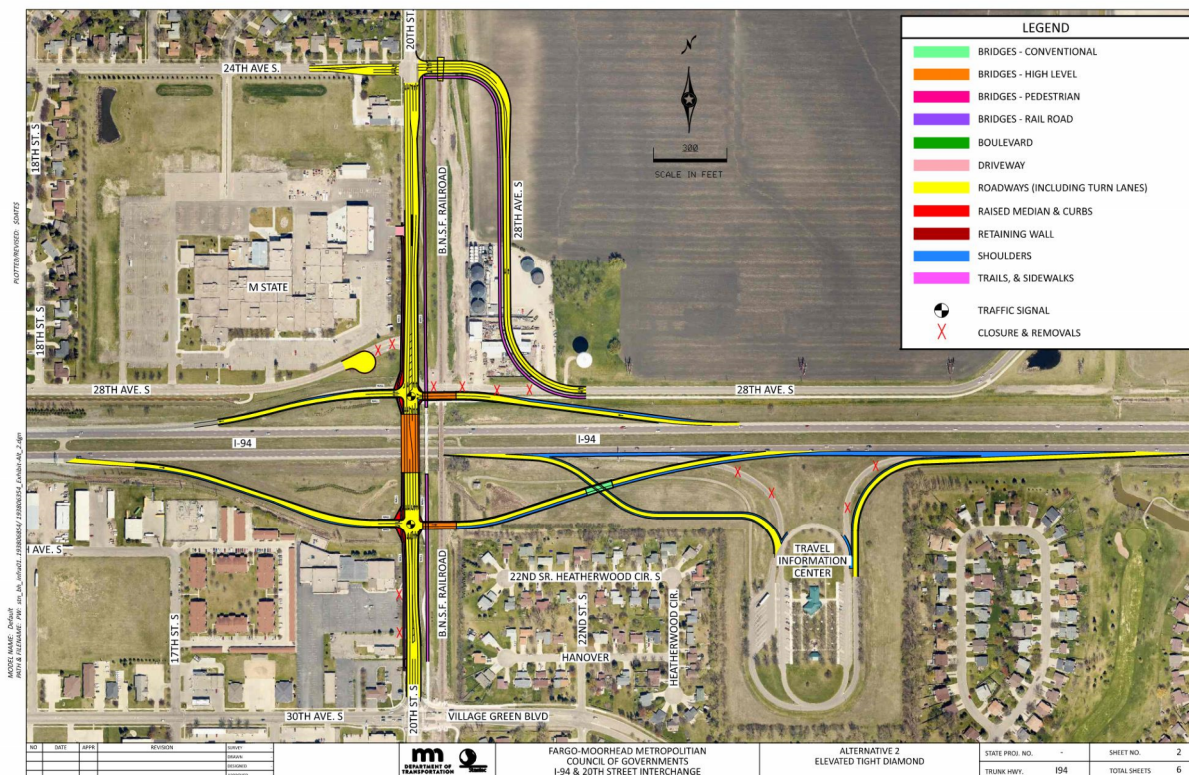 20TH ST.
24TH AVE S.
18TH ST. S
B.N.S.F. RAILROAD
28TH AVE. S
300
SCALE IN FEET
M STATE
18TH ST. S
28TH AVE. S
28TH AVE. S
I-94
I-94
H AVE. S
17TH ST. S
B.N.S.F. RAILROAD
22ND SR. HEATHERWOOD CIR. S
22ND ST. S
HEATHERWOOD CIR.
HANOVER
TRAVEL
INFORMATION
CENTER
30TH AVE. S
20TH ST. S
VILLAGE GREEN BLVD
LEGEND
BRIDGES - CONVENTIONAL
BRIDGES - HIGH LEVEL
BRIDGES - PEDESTRIAN
BRIDGES - RAIL ROAD
BOULEVARD
DRIVEWAY
ROADWAYS (INCLUDING TURN LANES)
RAISED MEDIAN & CURBS
RETAINING WALL
SHOULDERS
TRAILS, & SIDEWALKS
TRAFFIC SIGNAL
CLOSURE & REMOVALS
PLOTTED/REVISED: SDATES
MODEL NAME: Default
NO DATE APPR REVISION
SURVEY
DRAWN
DESIGNED
DEPARTMENT OF
TRANSPORTATION
Stantec
FARGO-MOORHEAD METROPOLITIAN
COUNCIL OF GOVERNMENTS
I-94 & 20TH STREET INTERCHANGE
ALTERNATIVE 2
ELEVATED TIGHT DIAMOND
STATE PROJ. NO. -
TRUNK HWY. I94
SHEET NO. 2
TOTAL SHEETS 6